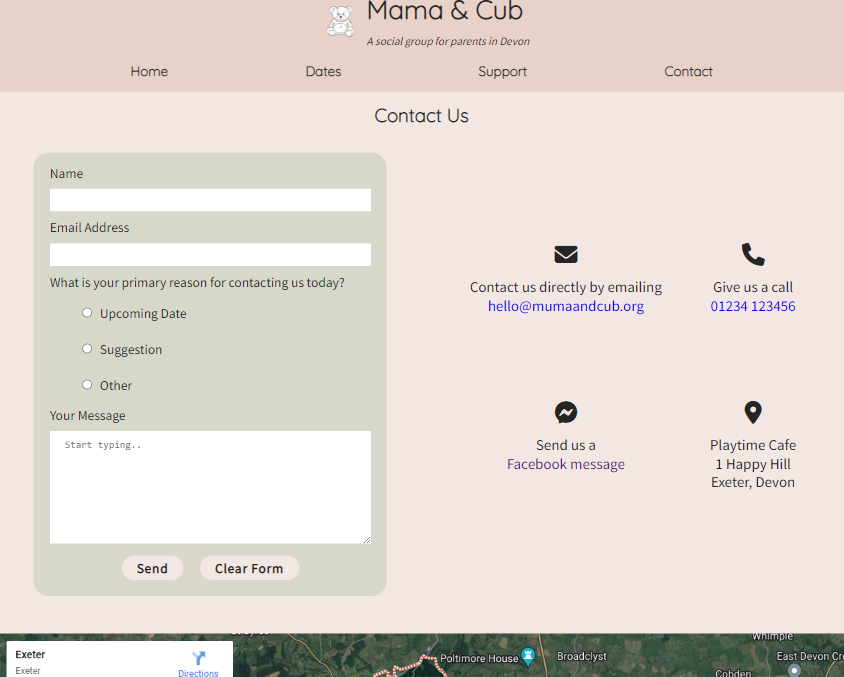 Mama & Cub
A social group for parents in Devon
Home Dates Support Contact
Contact Us
Name
Email Address
What is your primary reason for contacting us today?
Upcoming Date
Suggestion
Other
Your Message
Start typing..
Send Clear Form
Contact us directly by emailing
hello@mumaandcub.org
Give us a call
01234 123456
Send us a
Facebook message
Playtime Cafe
1 Happy Hill
Exeter, Devon
Exeter
Exeter
Directions
Poltimore House
Broadclyst
Whimple
East Devon Cr
Cobden